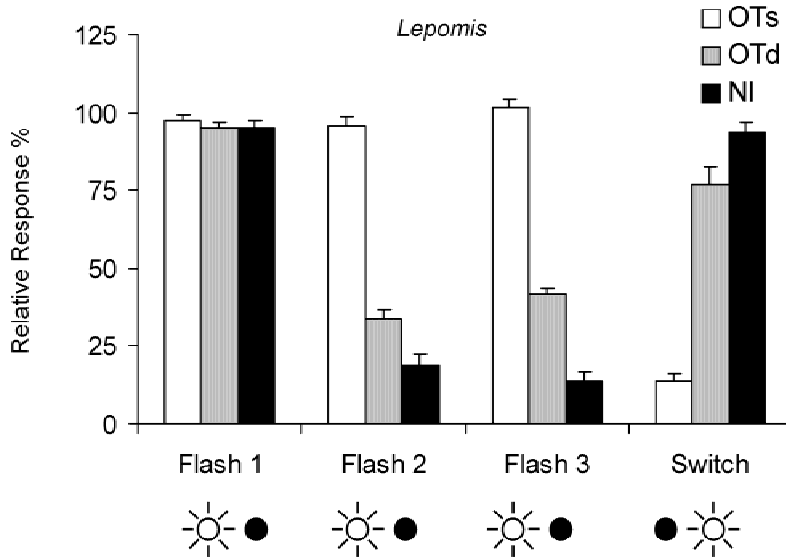 Lepomis
OTs
OTd
NI
Relative Response %
125
100
75
50
25
0
Flash 1 Flash 2 Flash 3 Switch